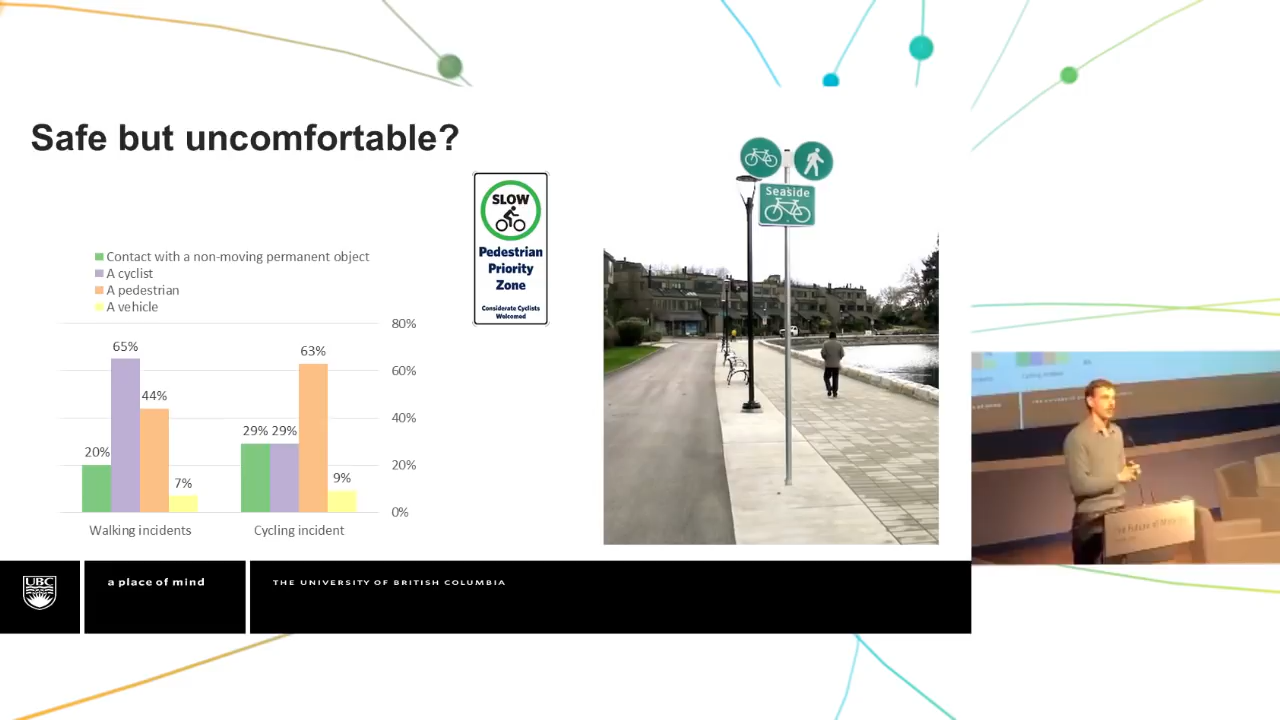 Safe but uncomfortable?
SLOW
Pedestrian
Priority
Zone
Considerate Cyclists
Welcomed
Seaside
Contact with a non-moving permanent object
A cyclist
A pedestrian
A vehicle
80%
60%
40%
20%
0%
20%
65%
44%
7%
29%
29%
63%
9%
Walking incidents
Cycling incident
UBC
a place of mind
THE UNIVERSITY OF BRITISH COLUMBIA